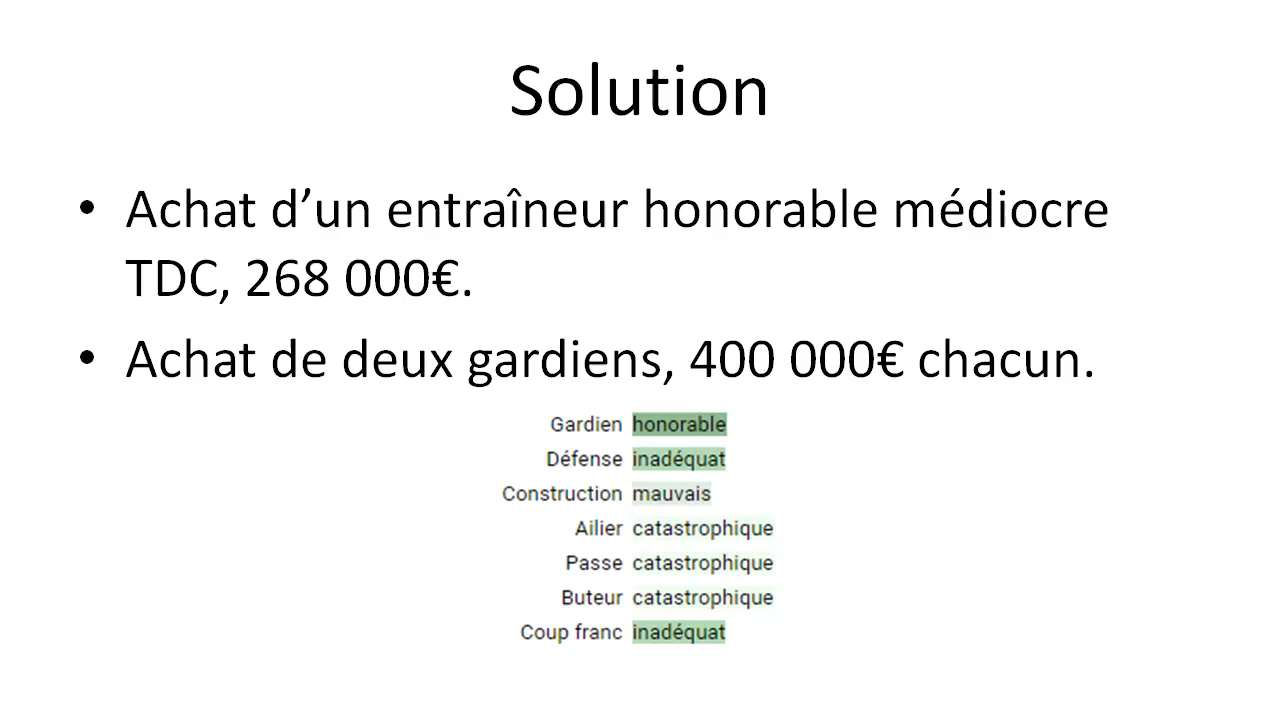 Solution
• Achat d’un entraîneur honorable médiocre
TDC, 268 000€.
• Achat de deux gardiens, 400 000€ chacun.
Gardien honorable
Défense inadéquat
Construction mauvais
Ailier catastrophique
Passe catastrophique
Buteur catastrophique
Coup franc inadéquat